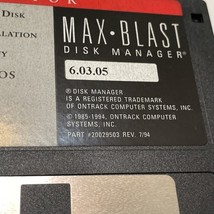 DISK
MAX•BLAST
DISK MANAGER®
6.03.05
® DISK MANAGER
IS A REGISTERED TRADEMARK
OF ONTRACK COMPUTER SYSTEMS, INC.
© 1985-1994, ONTRACK COMPUTER
SYSTEMS, INC.
PART #20029503 REV. 7/94